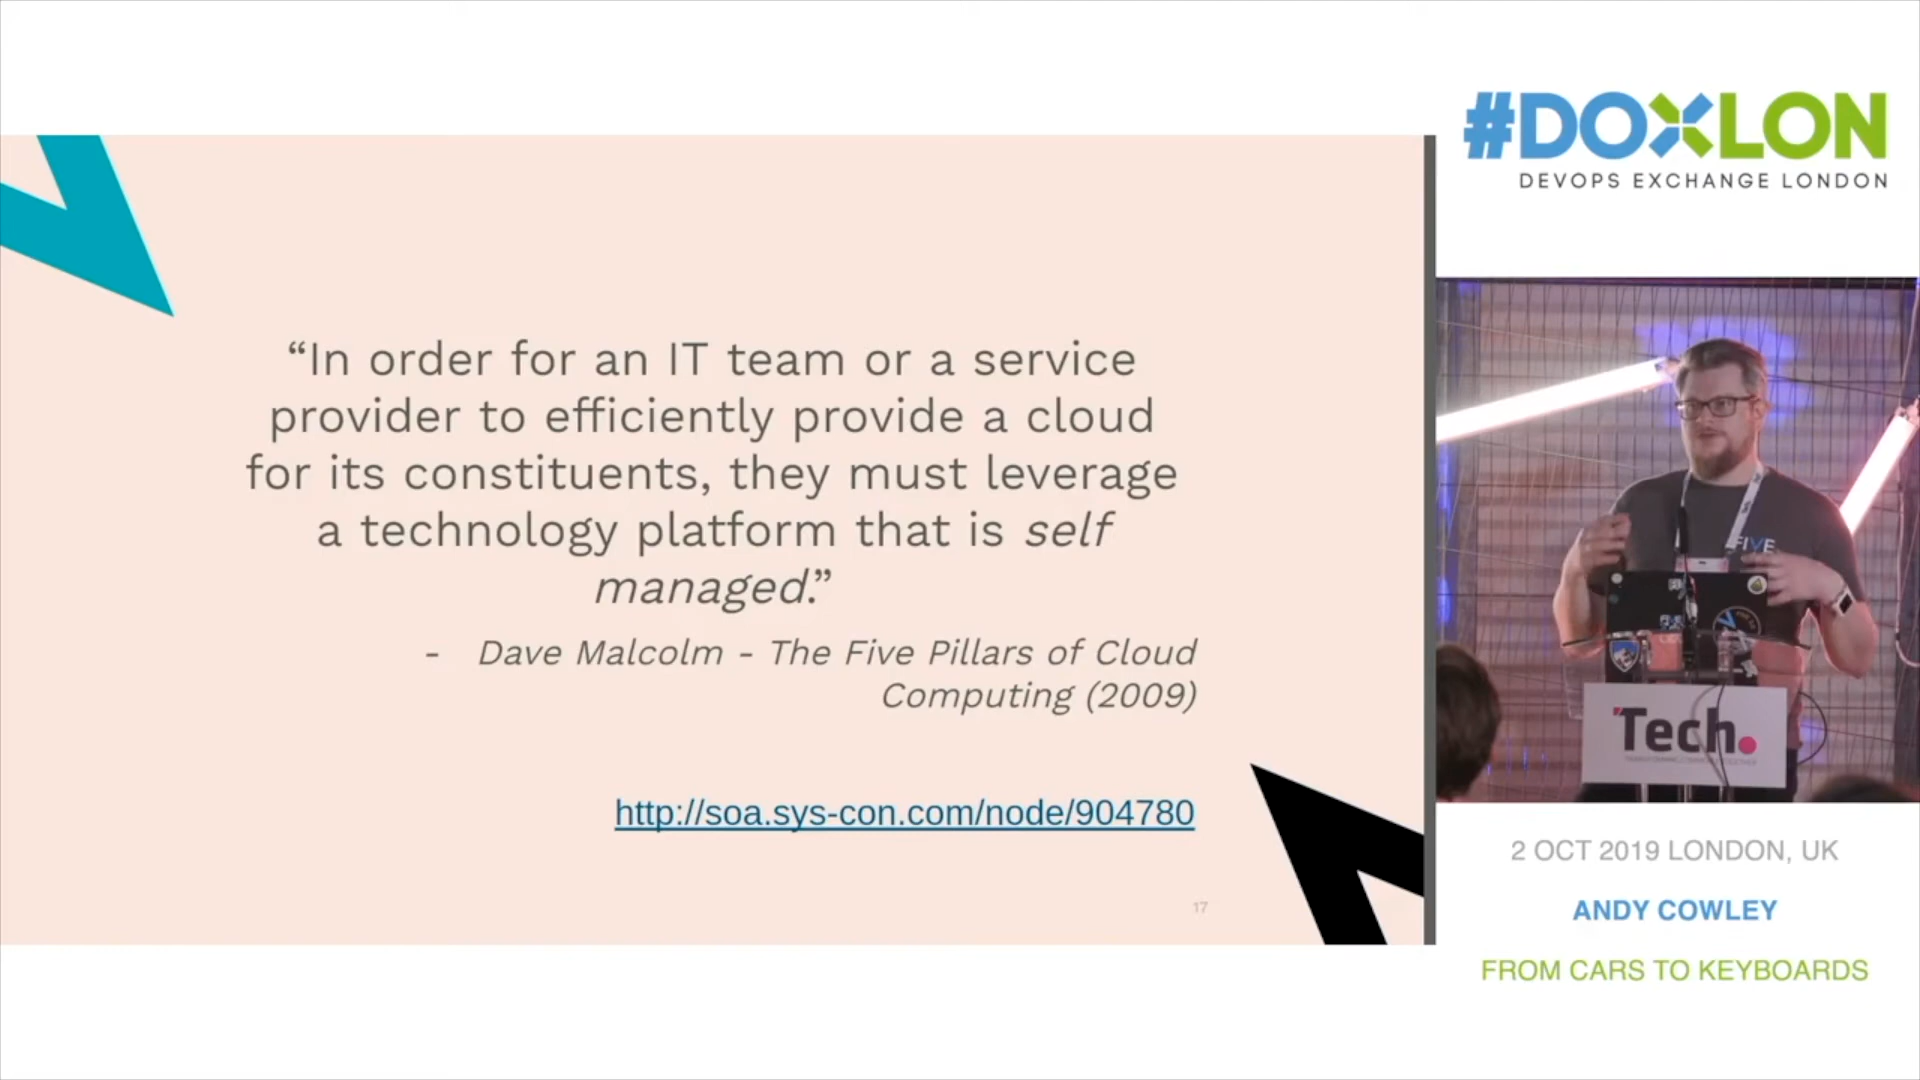 “In order for an IT team or a service
provider to efficiently provide a cloud
for its constituents, they must leverage
a technology platform that is self
managed.”
- Dave Malcolm - The Five Pillars of Cloud
Computing (2009)
http://soa.sys-con.com/node/904780
17
#DOXLON
DEVOPS EXCHANGE LONDON
FIVE
Tech.
2 OCT 2019 LONDON, UK
ANDY COWLEY
FROM CARS TO KEYBOARDS